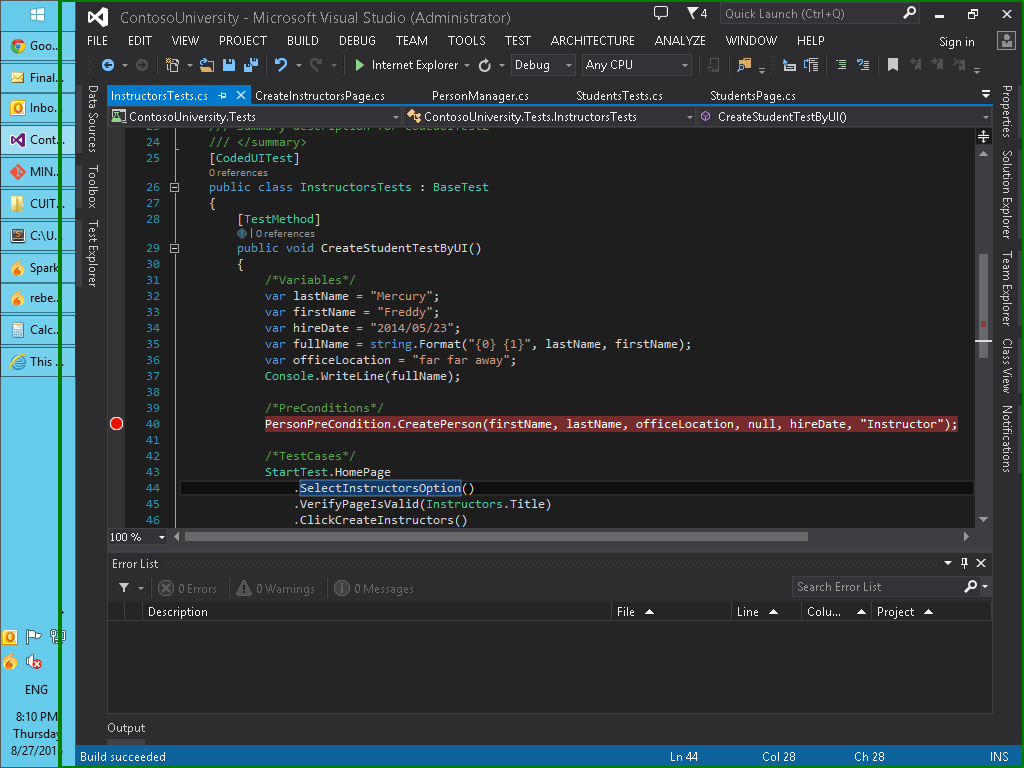 ContosoUniversity - Microsoft Visual Studio (Administrator)
4
Quick Launch (Ctrl+Q)
FILE EDIT VIEW PROJECT BUILD DEBUG TEAM TOOLS TEST ARCHITECTURE ANALYZE WINDOW HELP
Sign in
Internet Explorer Debug Any CPU
InstructorsTests.cs CreateInstructorsPage.cs PersonManager.cs StudentsTests.cs StudentsPage.cs
ContosoUniversity.Tests ContosoUniversity.Tests.InstructorsTests CreateStudentTestByUI()
24 /// </summary>
25 [CodedUITest]
0 references
26 public class InstructorsTests : BaseTest
27 {
28 [TestMethod]
0 references
29 public void CreateStudentTestByUI()
30 {
31 /*Variables*/
32 var lastName = "Mercury";
33 var firstName = "Freddy";
34 var hireDate = "2014/05/23";
35 var fullName = string.Format("{0} {1}", lastName, firstName);
36 var officeLocation = "far far away";
37 Console.WriteLine(fullName);
38
39 /*PreConditions*/
40 PersonPreCondition.CreatePerson(firstName, lastName, officeLocation, null, hireDate, "Instructor");
41
42 /*TestCases*/
43 StartTest.HomePage
44 .SelectInstructorsOption()
45 .VerifyPageIsValid(Instructors.Title)
46 .ClickCreateInstructors()
100 %
Error List
0 Errors 0 Warnings 0 Messages
Search Error List
Description File Line Colu... Project
Output
Build succeeded Ln 44 Col 28 Ch 28 INS
Data Sources
Toolbox
Test Explorer
Properties
Solution Explorer
Team Explorer
Class View
Notifications
Goo...
Final...
Inbo...
Cont...
MIN...
CUIT...
C:\U...
Spark
rebe...
Calc...
This ...
ENG
8:10 PM
Thursday
8/27/201